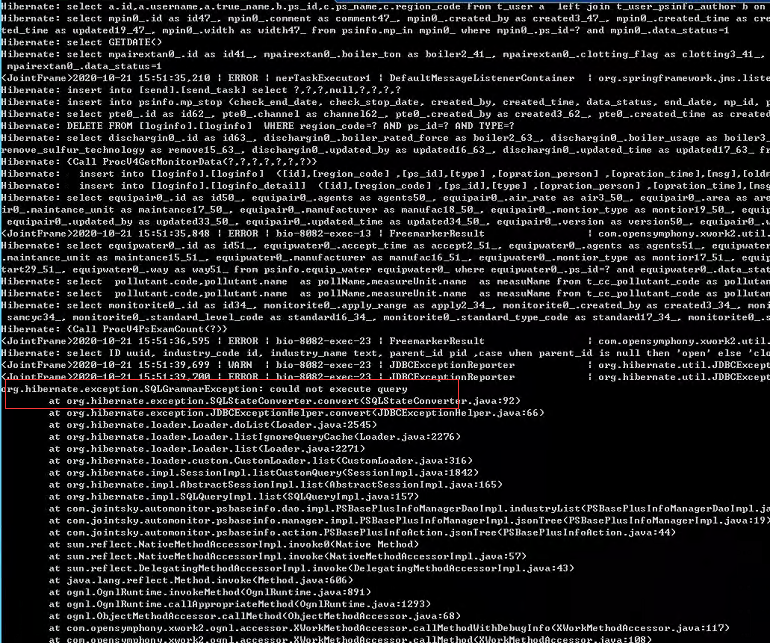 Hibernate: select a.id,a.username,a.true_name,b.ps_id,c.ps_name,c.region_code from t_user a  left join t_user_psinfo_author b on
Hibernate: select mpin0_.id as id47_, mpin0_.comment as comment47_, mpin0_.created_by as created3_47_, mpin0_.created_time as cre
ted_time as updated19_47_, mpin0_.width as width47_ from psinfo.mp_in mpin0_ where mpin0_.ps_id=? and mpin0_.data_status=1
Hibernate: select GETDATE()
Hibernate: select mpairextan0_.id as id41_, mpairextan0_.boiler_ton as boiler2_41_, mpairextan0_.clotting_flag as clotting3_41_,
mpairextan0_.data_status=1
<JointFrame>2020-10-21 15:51:35,210 | ERROR | nerTaskExecutor1 | DefaultMessageListenerContainer  | org.springframework.jms.liste
Hibernate: insert into [send].[send_task] select ?,?,?,null,?,?,?,?
Hibernate: insert into psinfo.mp_stop (check_end_date, check_stop_date, created_by, created_time, data_status, end_date, mp_id, p
Hibernate: select pte0_.id as id62_, pte0_.channel as channel62_, pte0_.created_by as created3_62_, pte0_.created_time as created
Hibernate: DELETE FROM [loginfo].[loginfo]  WHERE region_code=? AND ps_id=? AND TYPE=?
Hibernate: select dischargin0_.id as id63_, dischargin0_.boiler_rated_force as boiler2_63_, dischargin0_.boiler_usage as boiler3_
remove_sulfur_technology as remove15_63_, dischargin0_.updated_by as updated16_63_, dischargin0_.updated_time as updated17_63_ fr
Hibernate: {Call ProcV4GetMonitorData(?,?,?,?,?,?,?)}
Hibernate:   insert into [loginfo].[loginfo]  ([id],[region_code] ,[ps_id],[type] ,[opration_person] ,[opration_time],[msg],[oldm
Hibernate:   insert into [loginfo].[loginfo_detail]  ([id],[region_code] ,[ps_id],[type] ,[opration_person] ,[opration_time],[msg
Hibernate: select equipair0_.id as id50_, equipair0_.agents as agents50_, equipair0_.air_rate as air3_50_, equipair0_.area as are
ir0_.maintance_unit as maintance17_50_, equipair0_.manufacturer as manufac18_50_, equipair0_.montior_type as montior19_50_, equi
equipair0_.updated_by as updated33_50_, equipair0_.updated_time as updated34_50_, equipair0_.version as version50_, equipair0_.
<JointFrame>2020-10-21 15:51:35,848 | ERROR | bio-8082-exec-13 | FreemarkerResult                 | com.opensymphony.xwork2.util.
Hibernate: select equipwater0_.id as id51_, equipwater0_.accept_time as accept2_51_, equipwater0_.agents as agents51_, equipwater
.maintance_unit as maintance15_51_, equipwater0_.manufacturer as manufac16_51_, equipwater0_.montior_type as montior17_51_, equip
tart29_51_, equipwater0_.way as way51_ from psinfo.equip_water equipwater0_ where equipwater0_.ps_id=? and equipwater0_.data_stat
Hibernate: select  pollutant.code,pollutant.name  as pollName,measureUnit.name  as measuName from t_cc_pollutant_code as pollutan
Hibernate: select  pollutant.code,pollutant.name  as pollName,measureUnit.name  as measuName from t_cc_pollutant_code as pollutan
Hibernate: select monitorite0_.id as id34_, monitorite0_.apply_range as apply2_34_, monitorite0_.created_by as created3_34_, moni
samcyc34_, monitorite0_.standard_level_code as standard16_34_, monitorite0_.standard_type_code as standard17_34_, monitorite0_.st
Hibernate: {Call ProcV4PsExamCount(?)}
<JointFrame>2020-10-21 15:51:36,595 | ERROR | bio-8082-exec-23 | FreemarkerResult                 | com.opensymphony.xwork2.util.
Hibernate: select ID uuid, industry_code id, industry_name text, parent_id pid ,case when parent_id is null then 'open' else 'clo
<JointFrame>2020-10-21 15:51:39,699 | WARN  | bio-8082-exec-23 | JDBCExceptionReporter            | org.hibernate.util.JDBCExcept
<JointFrame>2020-10-21 15:51:39,700 | ERROR | bio-8082-exec-23 | JDBCExceptionReporter            | org.hibernate.util.JDBCExcept
org.hibernate.exception.SQLGrammarException: could not execute query
at org.hibernate.exception.SQLStateConverter.convert(SQLStateConverter.java:92)
at org.hibernate.exception.JDBCExceptionHelper.convert(JDBCExceptionHelper.java:66)
at org.hibernate.loader.Loader.doList(Loader.java:2545)
at org.hibernate.loader.Loader.listIgnoreQueryCache(Loader.java:2276)
at org.hibernate.loader.Loader.list(Loader.java:2271)
at org.hibernate.loader.custom.CustomLoader.list(CustomLoader.java:316)
at org.hibernate.impl.SessionImpl.listCustomQuery(SessionImpl.java:1842)
at org.hibernate.impl.AbstractSessionImpl.list(AbstractSessionImpl.java:165)
at org.hibernate.impl.SQLQueryImpl.list(SQLQueryImpl.java:157)
at com.jointsky.automonitor.psbaseinfo.dao.impl.PSBasePlusInfoManagerDaoImpl.industryList(PSBasePlusInfoManagerDaoImpl.ja
at com.jointsky.automonitor.psbaseinfo.manager.impl.PSBasePlusInfoManagerImpl.jsonTree(PSBasePlusInfoManagerImpl.java:19)
at com.jointsky.automonitor.psbaseinfo.action.PSBasePlusInfoAction.jsonTree(PSBasePlusInfoAction.java:44)
at sun.reflect.NativeMethodAccessorImpl.invoke0(Native Method)
at sun.reflect.NativeMethodAccessorImpl.invoke(NativeMethodAccessorImpl.java:57)
at sun.reflect.DelegatingMethodAccessorImpl.invoke(DelegatingMethodAccessorImpl.java:43)
at java.lang.reflect.Method.invoke(Method.java:606)
at ognl.OgnlRuntime.invokeMethod(OgnlRuntime.java:891)
at ognl.OgnlRuntime.callAppropriateMethod(OgnlRuntime.java:1293)
at ognl.ObjectMethodAccessor.callMethod(ObjectMethodAccessor.java:68)
at com.opensymphony.xwork2.ognl.accessor.XWorkMethodAccessor.callMethodWithDebugInfo(XWorkMethodAccessor.java:117)
at com.opensymphony.xwork2.ognl.accessor.XWorkMethodAccessor.callMethod(XWorkMethodAccessor.java:108)